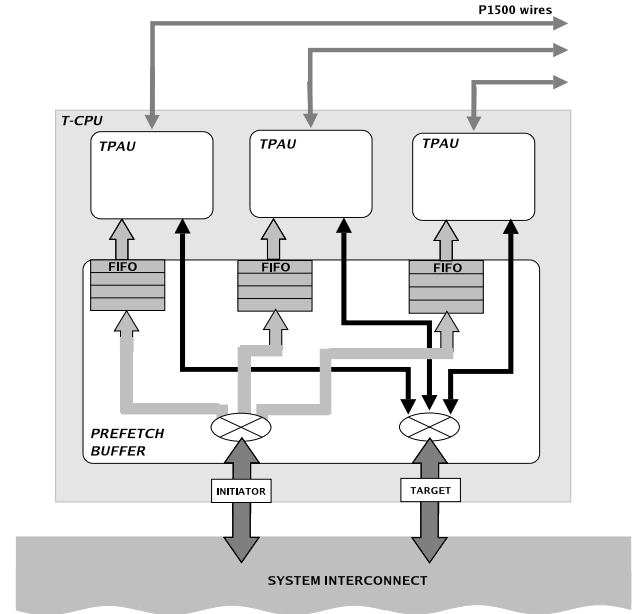 P1500 wires
T-CPU
TPAU
TPAU
TPAU
FIFO
FIFO
FIFO
PREFETCH
BUFFER
INITIATOR
TARGET
SYSTEM INTERCONNECT